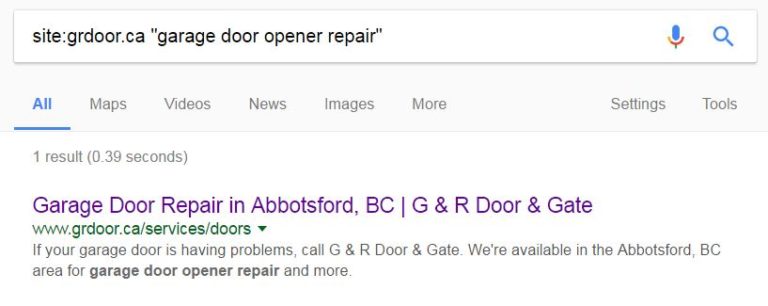 site:grdoor.ca "garage door opener repair"
All Maps Videos News Images More Settings Tools
1 result (0.39 seconds)
Garage Door Repair in Abbotsford, BC | G & R Door & Gate
www.grdoor.ca/services/doors
If your garage door is having problems, call G & R Door & Gate. We're available in the Abbotsford, BC
area for garage door opener repair and more.